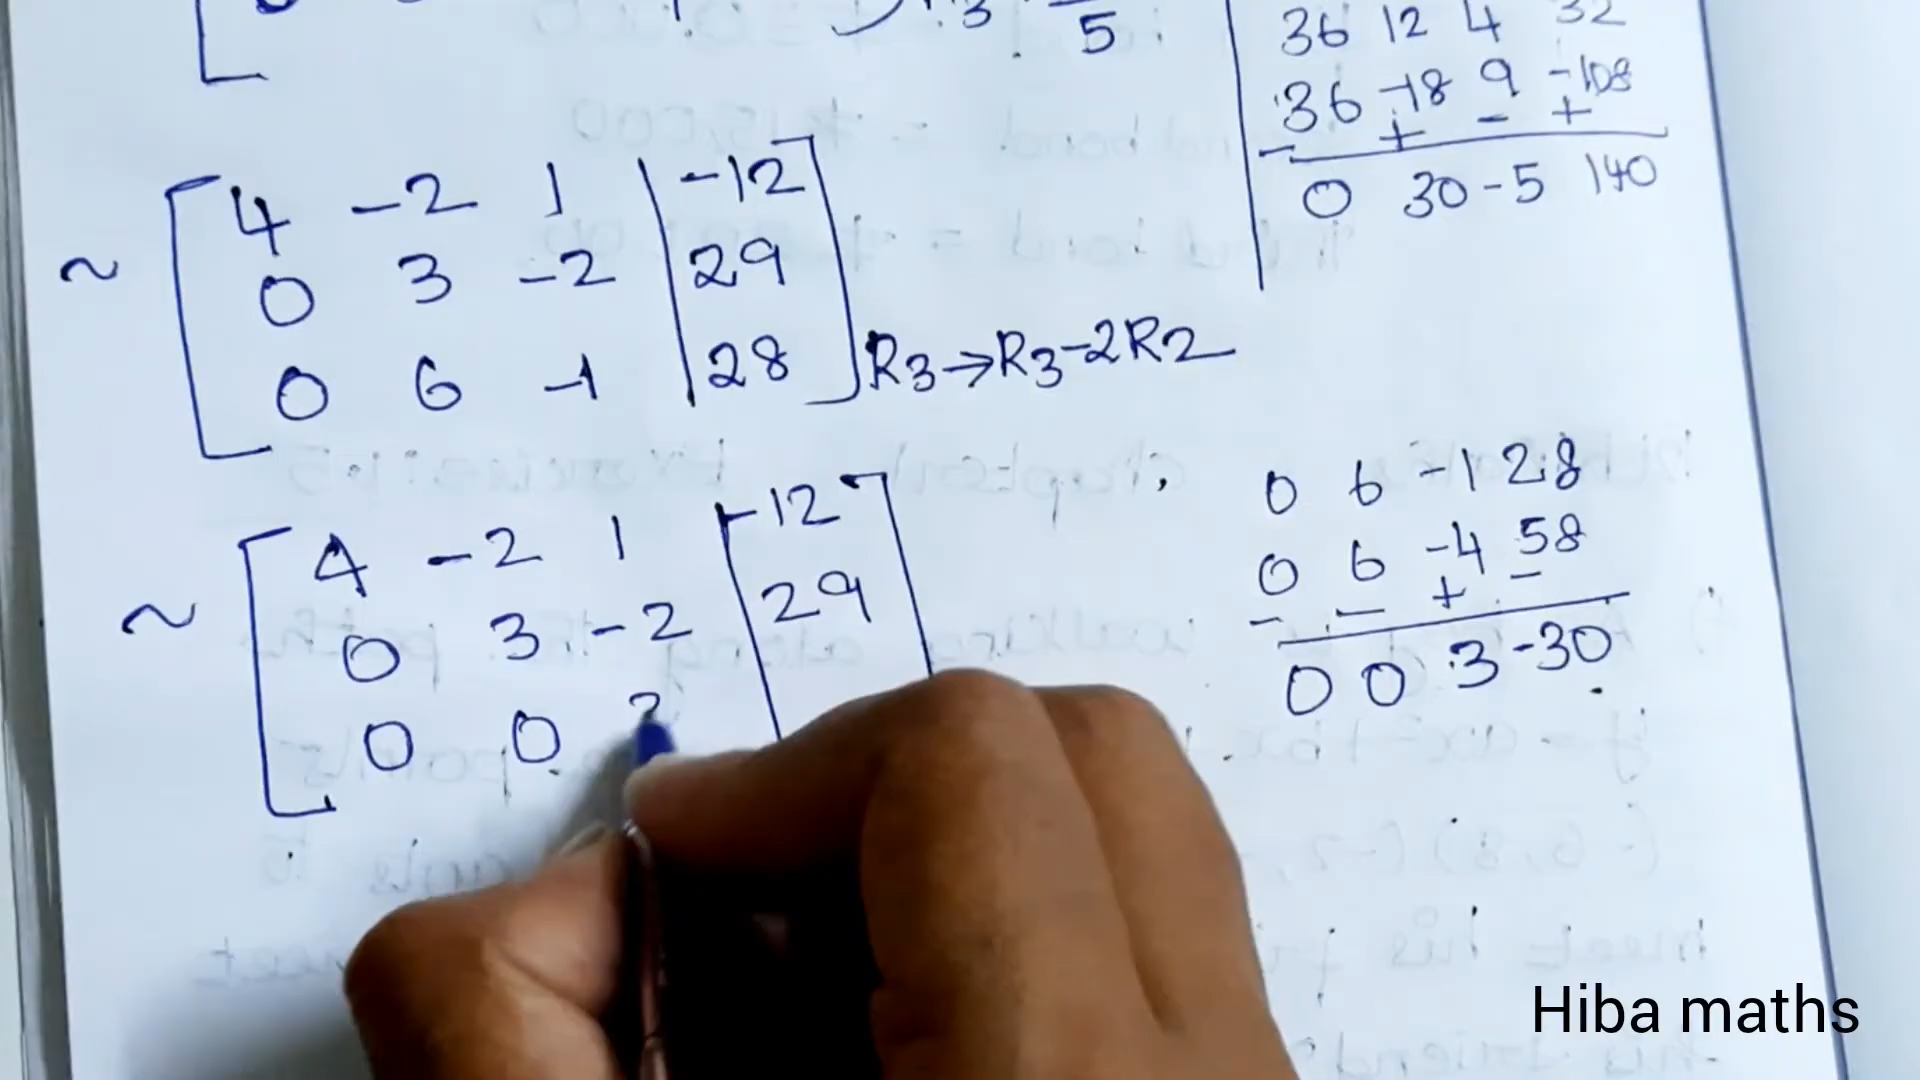 5
36 12 4 32
36 -18 9 -108
- + - +
0 30 -5 140
4 -2 1 | -12
~ 0 3 -2 | 29
0 6 -1 | 28 R3→R3-2R2
0 6 -1 28
0 6 -4 58
- - + -
0 0 3 -30
4 -2 1 | -12
~ 0 3 -2 | 29
0 0 3
Hiba maths